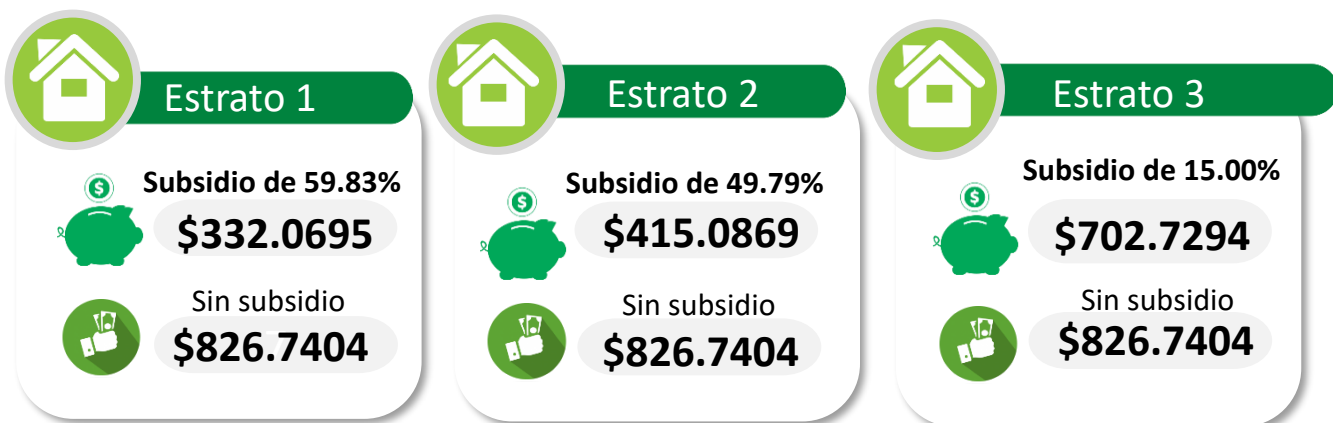 Estrato 1
Subsidio de 59.83%
$332.0695
Sin subsidio
$826.7404
Estrato 2
Subsidio de 49.79%
$415.0869
Sin subsidio
$826.7404
Estrato 3
Subsidio de 15.00%
$702.7294
Sin subsidio
$826.7404